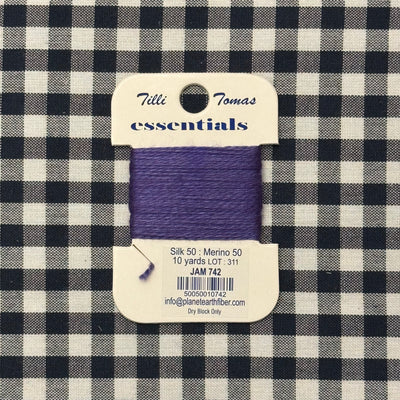 Tilli Tomas
essentials
Silk 50 : Merino 50
10 yards LOT : 311
JAM 742
50050010742
info@planetearthfiber.com
Dry Block Only